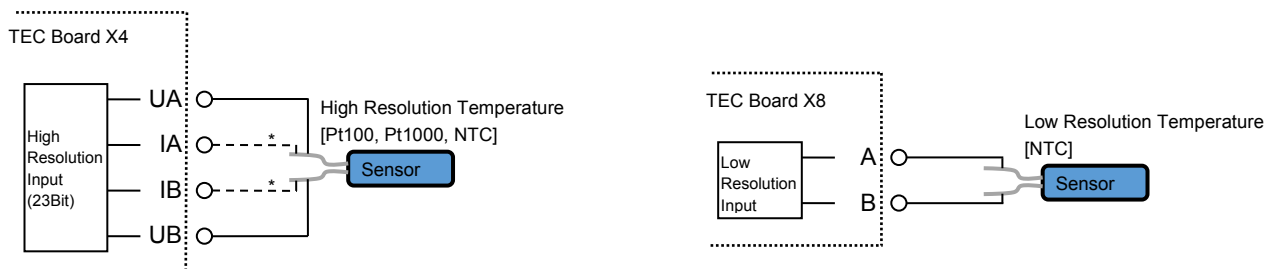 TEC Board X4
High
Resolution
Input
(23Bit)
UA
IA
IB
UB
*
*
High Resolution Temperature
[Pt100, Pt1000, NTC]
Sensor
TEC Board X8
Low
Resolution
Input
A
B
Low Resolution Temperature
[NTC]
Sensor